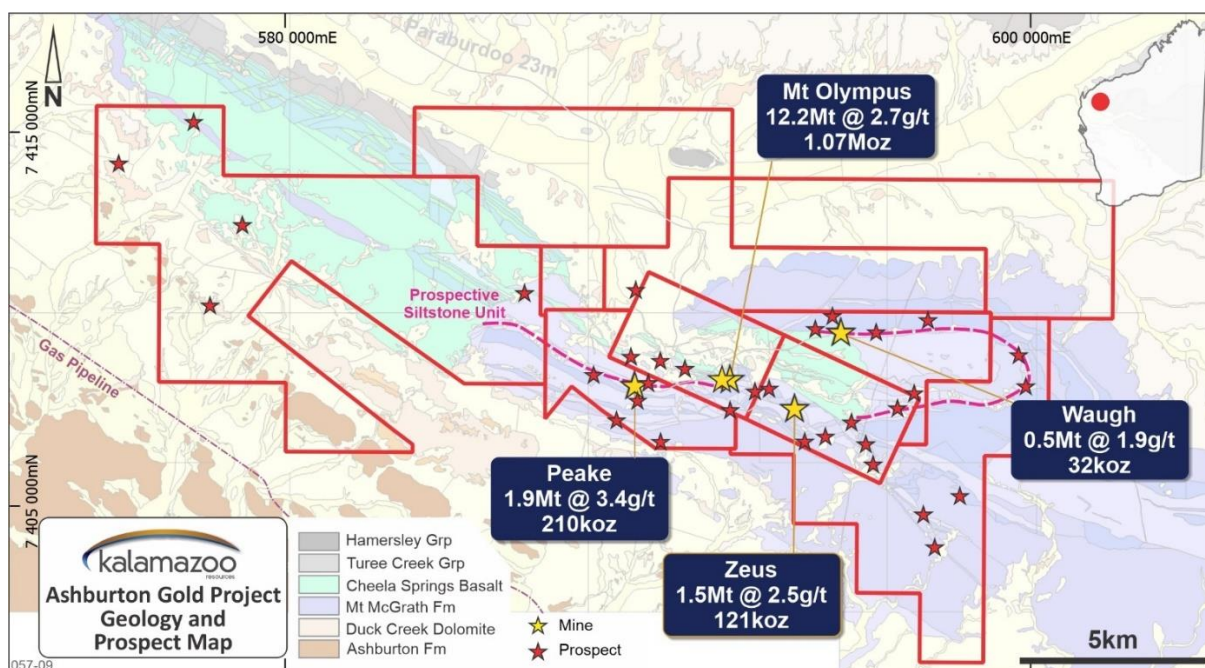 580 000mE
600 000mE
N
Paraburdoo 23m
7 415 000mN
Mt Olympus
12.2Mt @ 2.7g/t
1.07Moz
Prospective
Siltstone Unit
Gas Pipeline
Waugh
0.5Mt @ 1.9g/t
32koz
Peake
1.9Mt @ 3.4g/t
210koz
7 405 000mN
Zeus
1.5Mt @ 2.5g/t
121koz
kalamazoo
resources
Ashburton Gold Project
Geology and
Prospect Map
Hamersley Grp
Turee Creek Grp
Cheela Springs Basalt
Mt McGrath Fm
Duck Creek Dolomite
Ashburton Fm
Mine
Prospect
5km
057-09